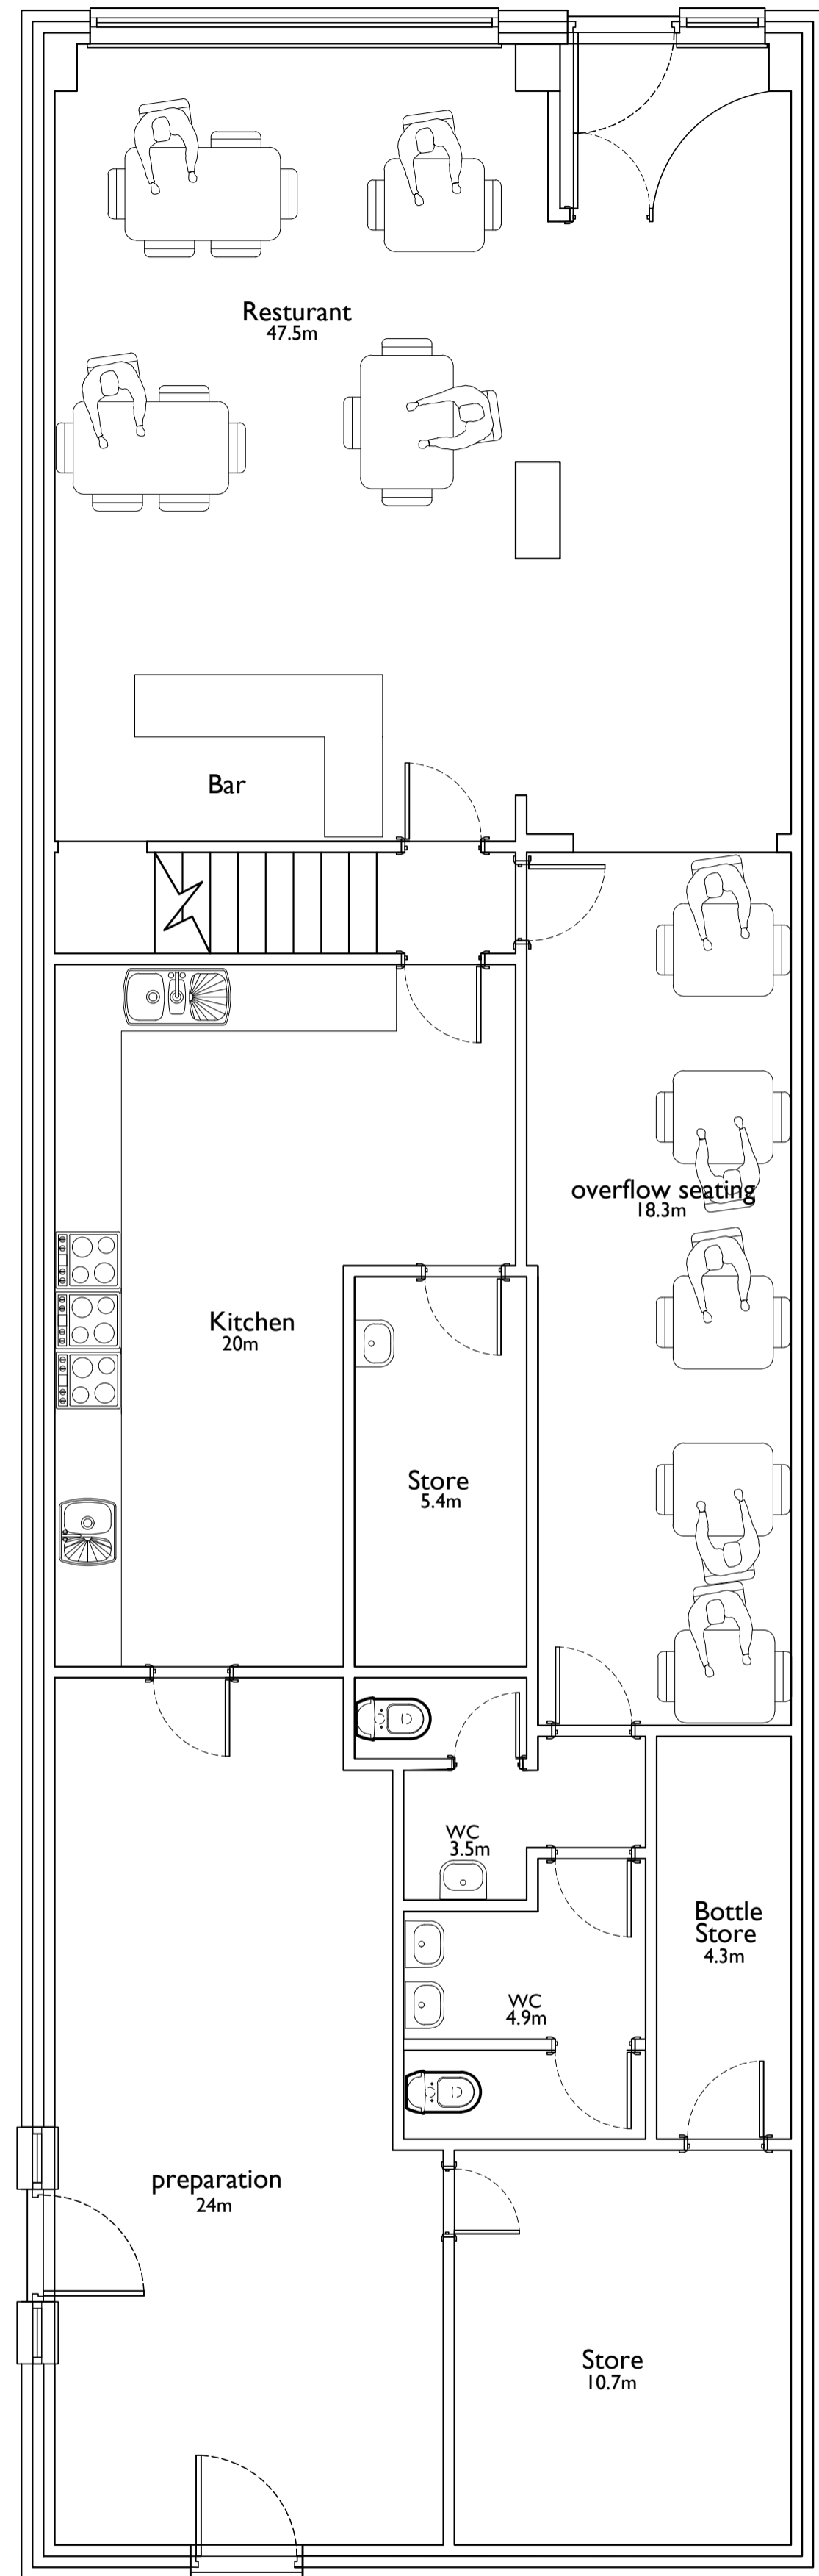 Resturant
47.5m
Bar
overflow seating
18.3m
Kitchen
20m
Store
5.4m
WC
3.5m
Bottle
Store
4.3m
WC
4.9m
preparation
24m
Store
10.7m